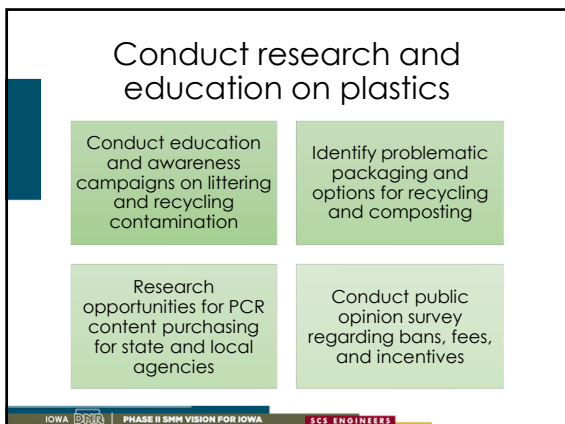 Conduct research and
education on plastics
Conduct education
and awareness
campaigns on littering
and recycling
contamination
Identify problematic
packaging and
options for recycling
and composting
Research
opportunities for PCR
content purchasing
for state and local
agencies
Conduct public
opinion survey
regarding bans, fees,
and incentives
IOWA DNR PHASE II SMM VISION FOR IOWA SCS ENGINEERS